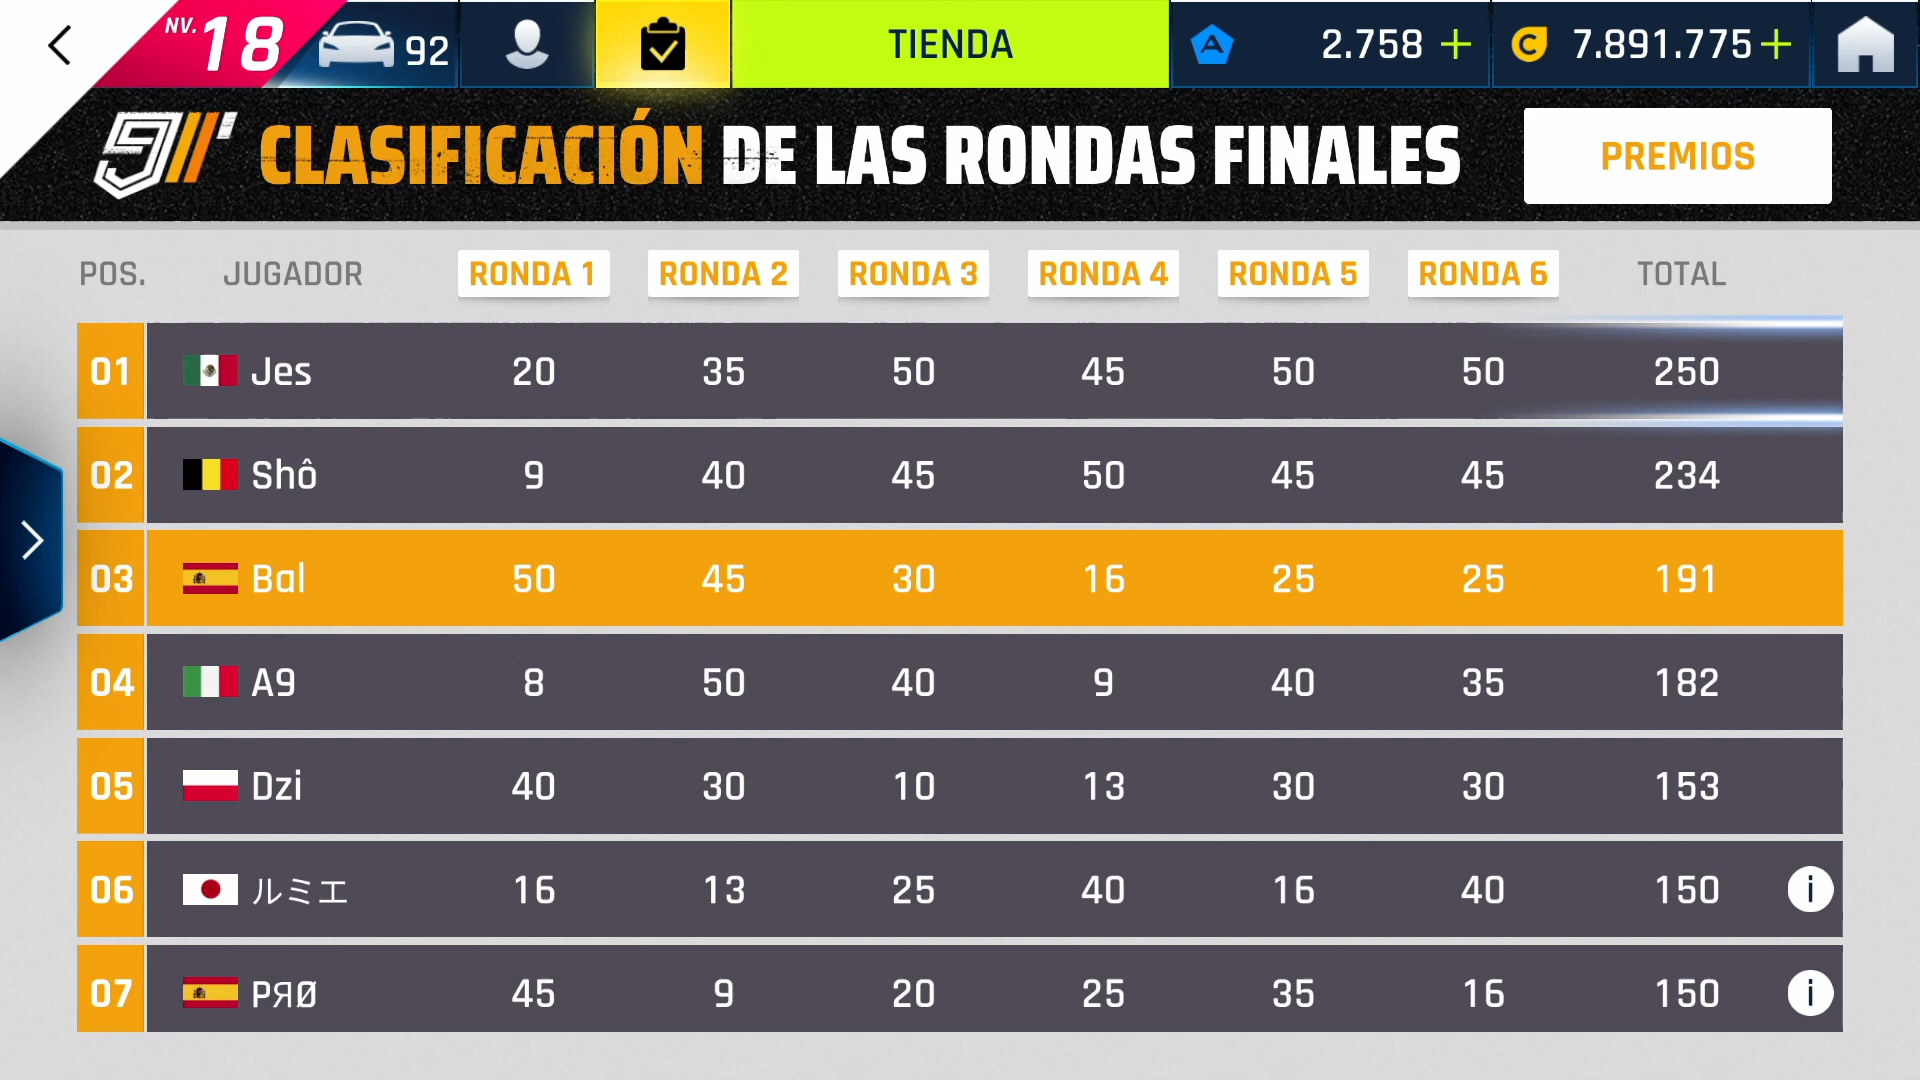 NV. 18 92 TIENDA 2.758 + 7.891.775 +
CLASIFICACIÓN DE LAS RONDAS FINALES PREMIOS
POS. JUGADOR RONDA 1 RONDA 2 RONDA 3 RONDA 4 RONDA 5 RONDA 6 TOTAL
01 Jes 20 35 50 45 50 50 250
02 Shô 9 40 45 50 45 45 234
03 Bal 50 45 30 16 25 25 191
04 A9 8 50 40 9 40 35 182
05 Dzi 40 30 10 13 30 30 153
06 ルミエ 16 13 25 40 16 40 150 i
07 PЯØ 45 9 20 25 35 16 150 i